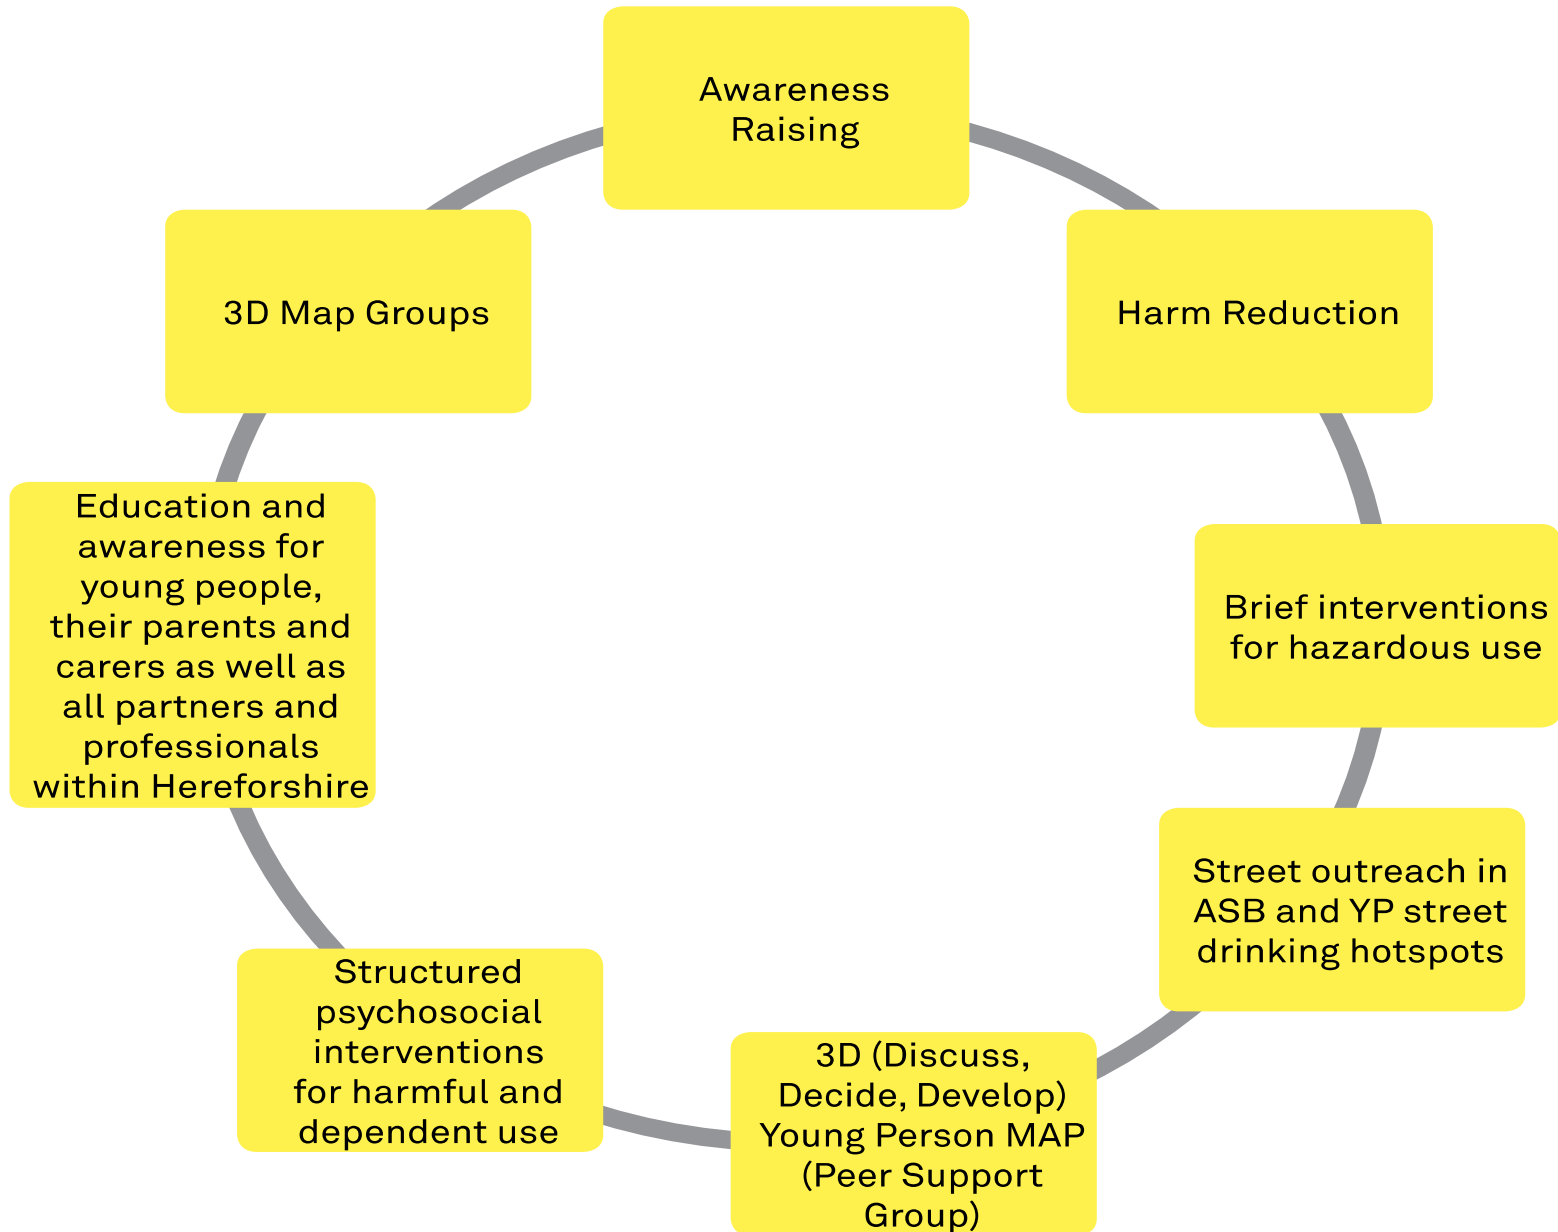 Awareness
Raising
Harm Reduction
Brief interventions
for hazardous use
Street outreach in
ASB and YP street
drinking hotspots
3D (Discuss,
Decide, Develop)
Young Person MAP
(Peer Support
Group)
Structured
psychosocial
interventions
for harmful and
dependent use
Education and
awareness for
young people,
their parents and
carers as well as
all partners and
professionals
within Hereforshire
3D Map Groups